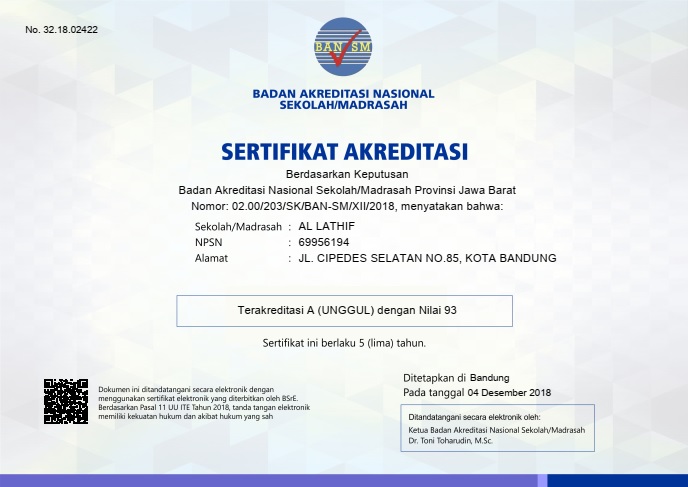 No. 32.18.02422
BAN SM
BADAN AKREDITASI NASIONAL
SEKOLAH/MADRASAH
SERTIFIKAT AKREDITASI
Berdasarkan Keputusan
Badan Akreditasi Nasional Sekolah/Madrasah Provinsi Jawa Barat
Nomor: 02.00/203/SK/BAN-SM/XII/2018, menyatakan bahwa:
Sekolah/Madrasah : AL LATHIF
NPSN : 69956194
Alamat : JL. CIPEDES SELATAN NO.85, KOTA BANDUNG
Terakreditasi A (UNGGUL) dengan Nilai 93
Sertifikat ini berlaku 5 (lima) tahun.
Ditetapkan di Bandung
Pada tanggal 04 Desember 2018
Dokumen ini ditandatangani secara elektronik dengan
menggunakan sertifikat elektronik yang diterbitkan oleh BSrE.
Berdasarkan Pasal 11 UU ITE Tahun 2018, tanda tangan elektronik
memiliki kekuatan hukum dan akibat hukum yang sah
Ditandatangani secara elektronik oleh:
Ketua Badan Akreditasi Nasional Sekolah/Madrasah
Dr. Toni Toharudin, M.Sc.